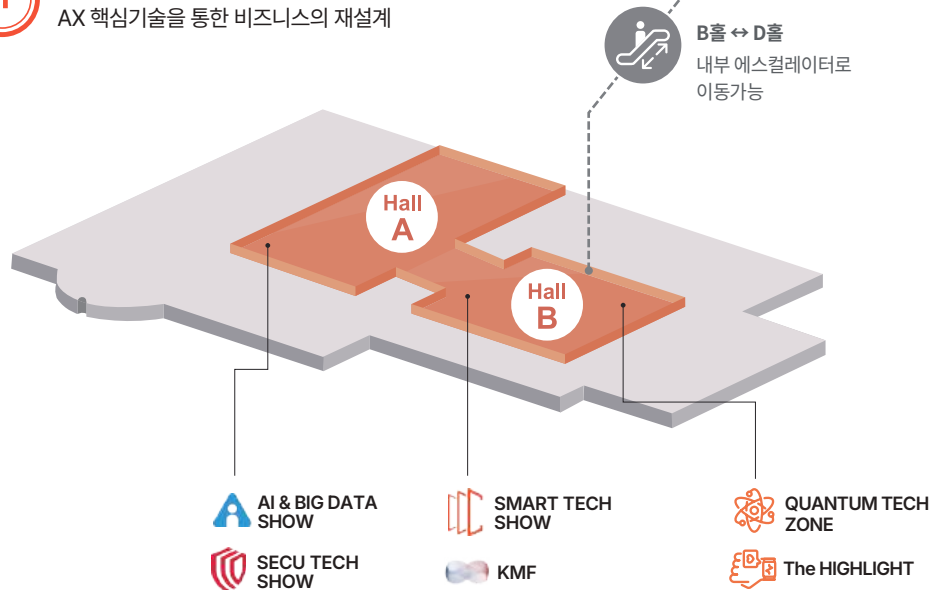 AX 핵심기술을 통한 비즈니스의 재설계
B홀 ↔ D홀
내부 에스컬레이터로
이동가능
Hall
A
Hall
B
AI & BIG DATA
SHOW
SECU TECH
SHOW
SMART TECH
SHOW
KMF
QUANTUM TECH
ZONE
The HIGHLIGHT